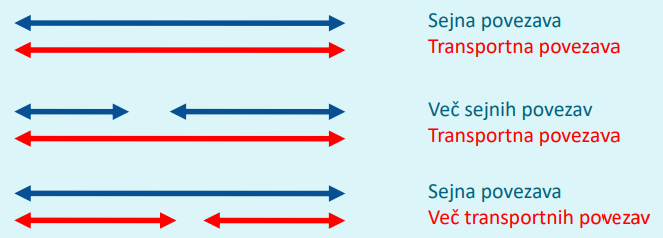 Sejna povezava
Transportna povezava
Več sejnih povezav
Transportna povezava
Sejna povezava
Več transportnih povezav